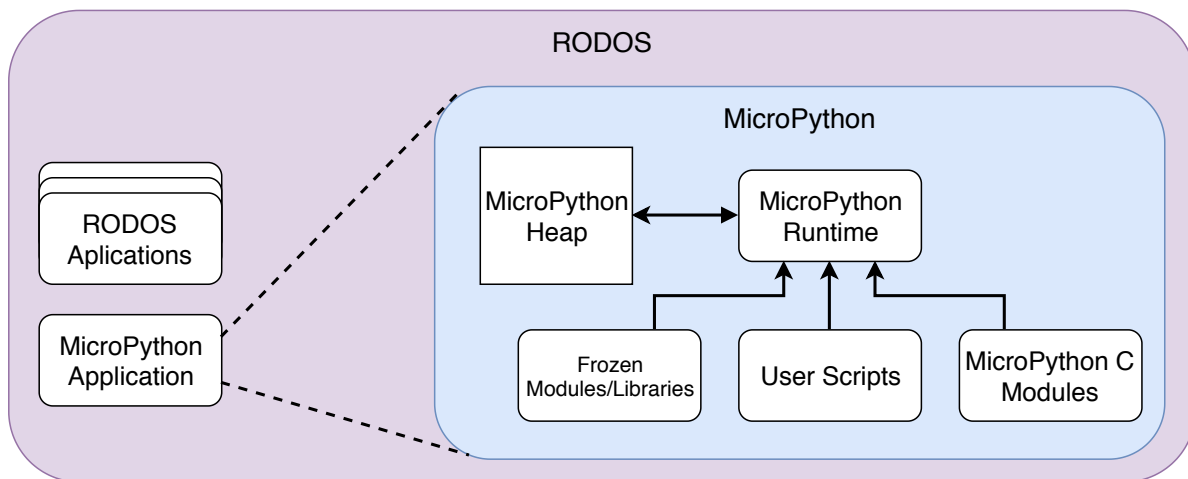 RODOS
MicroPython
RODOS
Aplications
MicroPython
Application
MicroPython
Heap
MicroPython
Runtime
Frozen
Modules/Libraries
User Scripts
MicroPython C
Modules